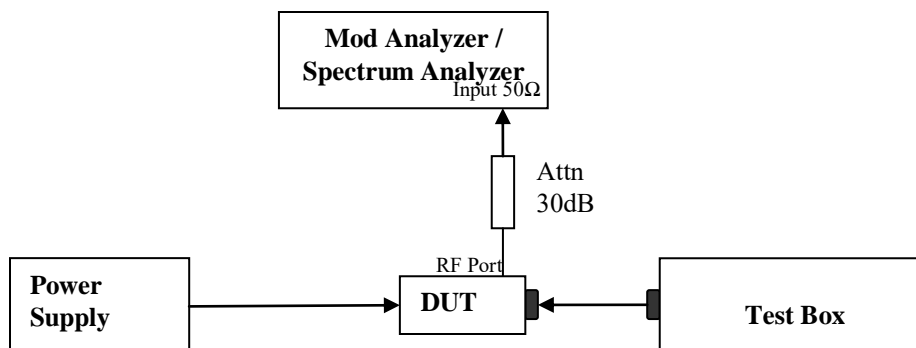 Mod Analyzer /
Spectrum Analyzer
Input 50Ω
Attn
30dB
RF Port
Power
Supply
DUT
Test Box